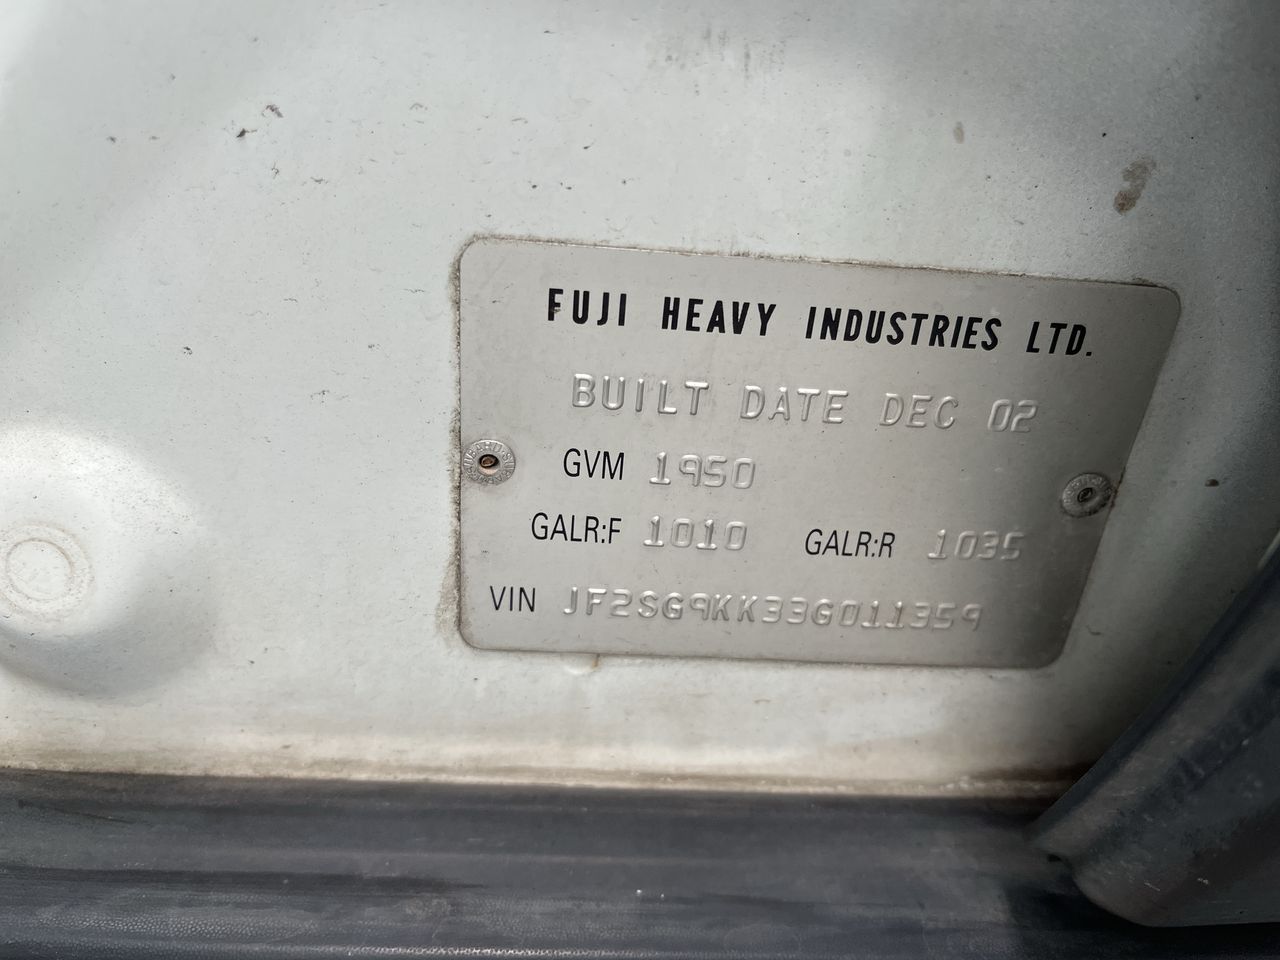 FUJI HEAVY INDUSTRIES LTD.
BUILT DATE DEC 02
GVM 1950
GALR:F 1010 GALR:R 1035
VIN JF2SG9KK33G011359